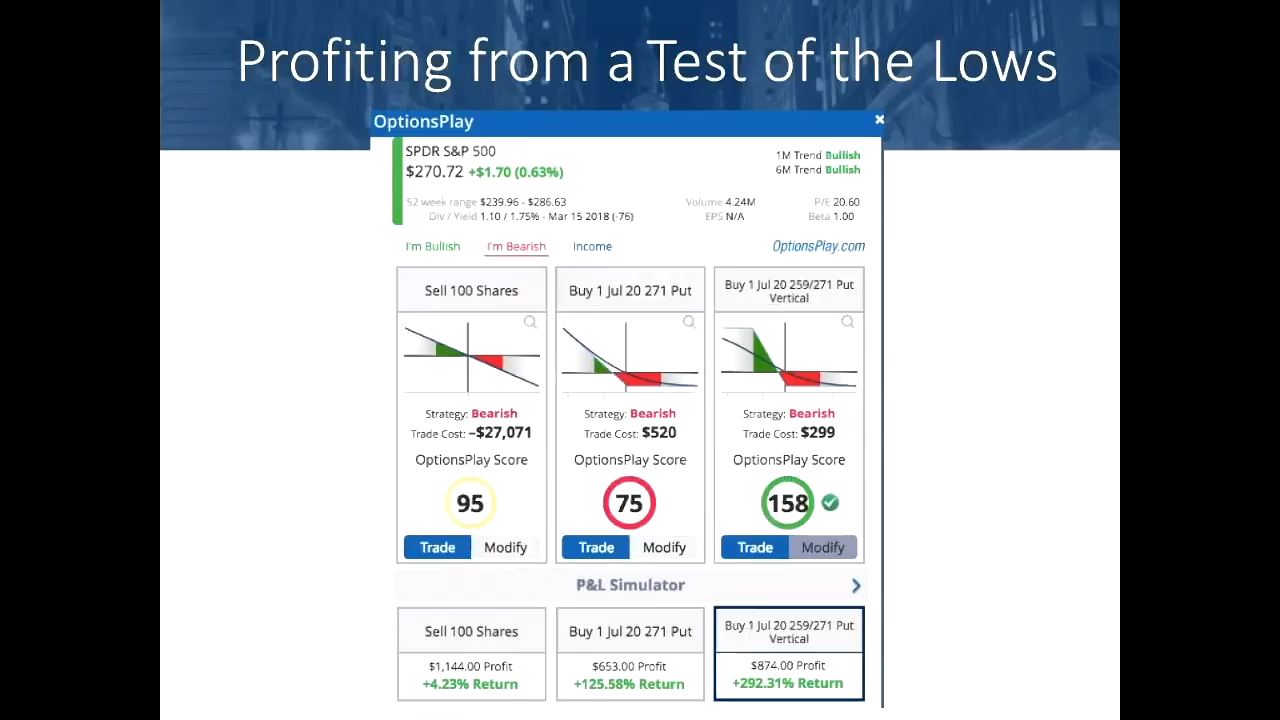 Profiting from a Test of the Lows
OptionsPlay
SPDR S&P 500
$270.72 +$1.70 (0.63%)
1M Trend Bullish
6M Trend Bullish
52 week range $239.96 - $286.63
Volume 4.24M
P/E 20.60
Div / Yield 1.10 / 1.75% - Mar 15 2018 (-76)
EPS N/A
Beta 1.00
I'm Bullish
I'm Bearish
Income
OptionsPlay.com
Sell 100 Shares
Strategy: Bearish
Trade Cost: –$27,071
OptionsPlay Score
95
Trade
Modify
Buy 1 Jul 20 271 Put
Strategy: Bearish
Trade Cost: $520
OptionsPlay Score
75
Trade
Modify
Buy 1 Jul 20 259/271 Put
Vertical
Strategy: Bearish
Trade Cost: $299
OptionsPlay Score
158
Trade
Modify
P&L Simulator
Sell 100 Shares
$1,144.00 Profit
+4.23% Return
Buy 1 Jul 20 271 Put
$653.00 Profit
+125.58% Return
Buy 1 Jul 20 259/271 Put
Vertical
$874.00 Profit
+292.31% Return